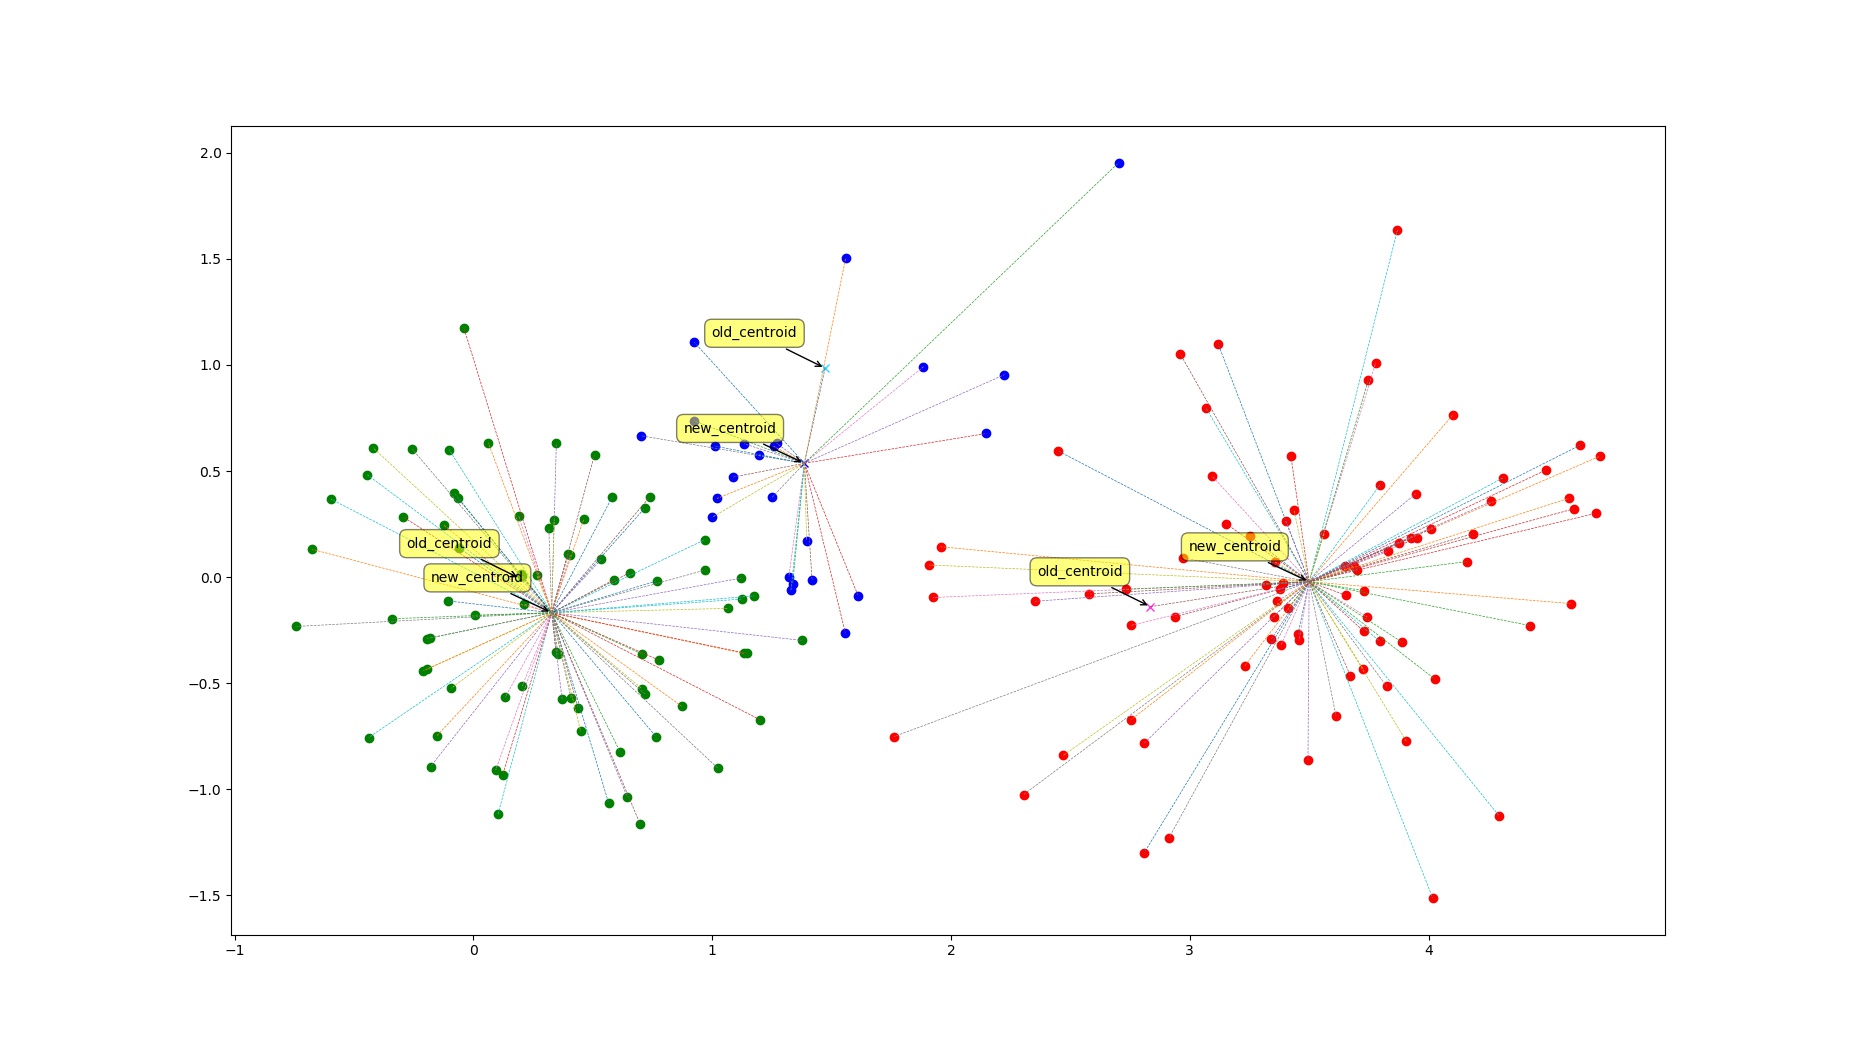 2.0
1.5
1.0
0.5
0.0
−0.5
−1.0
−1.5
old_centroid
new_centroid
old_centroid
new_centroid
new_centroid
old_centroid
−1
0
1
2
3
4